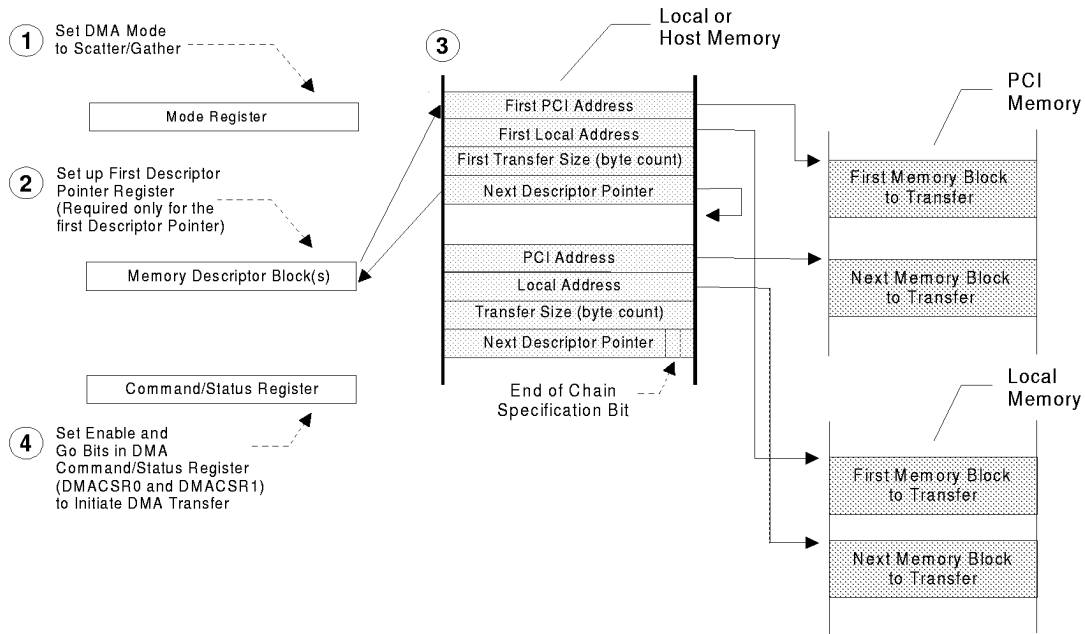 1
Set DMA Mode
to Scatter/Gather
Mode Register
2
Set up First Descriptor
Pointer Register
(Required only for the
first Descriptor Pointer)
Memory Descriptor Block(s)
Command/Status Register
4
Set Enable and
Go Bits in DMA
Command/Status Register
(DMACSR0 and DMACSR1)
to Initiate DMA Transfer
3
Local or
Host Memory
First PCI Address
First Local Address
First Transfer Size (byte count)
Next Descriptor Pointer
PCI Address
Local Address
Transfer Size (byte count)
Next Descriptor Pointer
End of Chain
Specification Bit
PCI
Memory
First Memory Block
to Transfer
Next Memory Block
to Transfer
Local
Memory
First Memory Block
to Transfer
Next Memory Block
to Transfer